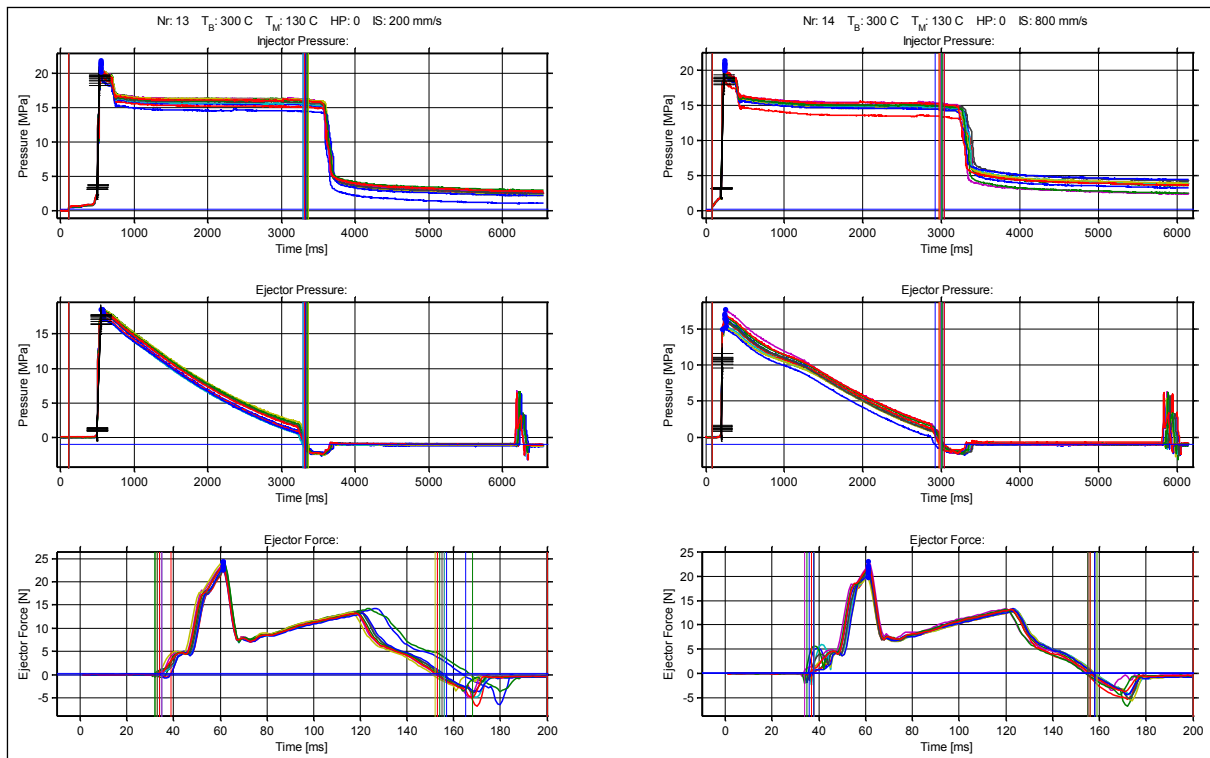 Nr: 13 T_B: 300 C T_M: 130 C HP: 0 IS: 200 mm/s
Injector Pressure:
Pressure [MPa]
20
15
10
5
0
0 1000 2000 3000 4000 5000 6000
Time [ms]
Ejector Pressure:
Pressure [MPa]
15
10
5
0
0 1000 2000 3000 4000 5000 6000
Time [ms]
Ejector Force:
Ejector Force [N]
25
20
15
10
5
0
-5
0 20 40 60 80 100 120 140 160 180 200
Time [ms]
Nr: 14 T_B: 300 C T_M: 130 C HP: 0 IS: 800 mm/s
Injector Pressure:
Pressure [MPa]
20
15
10
5
0
0 1000 2000 3000 4000 5000 6000
Time [ms]
Ejector Pressure:
Pressure [MPa]
15
10
5
0
0 1000 2000 3000 4000 5000 6000
Time [ms]
Ejector Force:
Ejector Force [N]
25
20
15
10
5
0
-5
0 20 40 60 80 100 120 140 160 180 200
Time [ms]